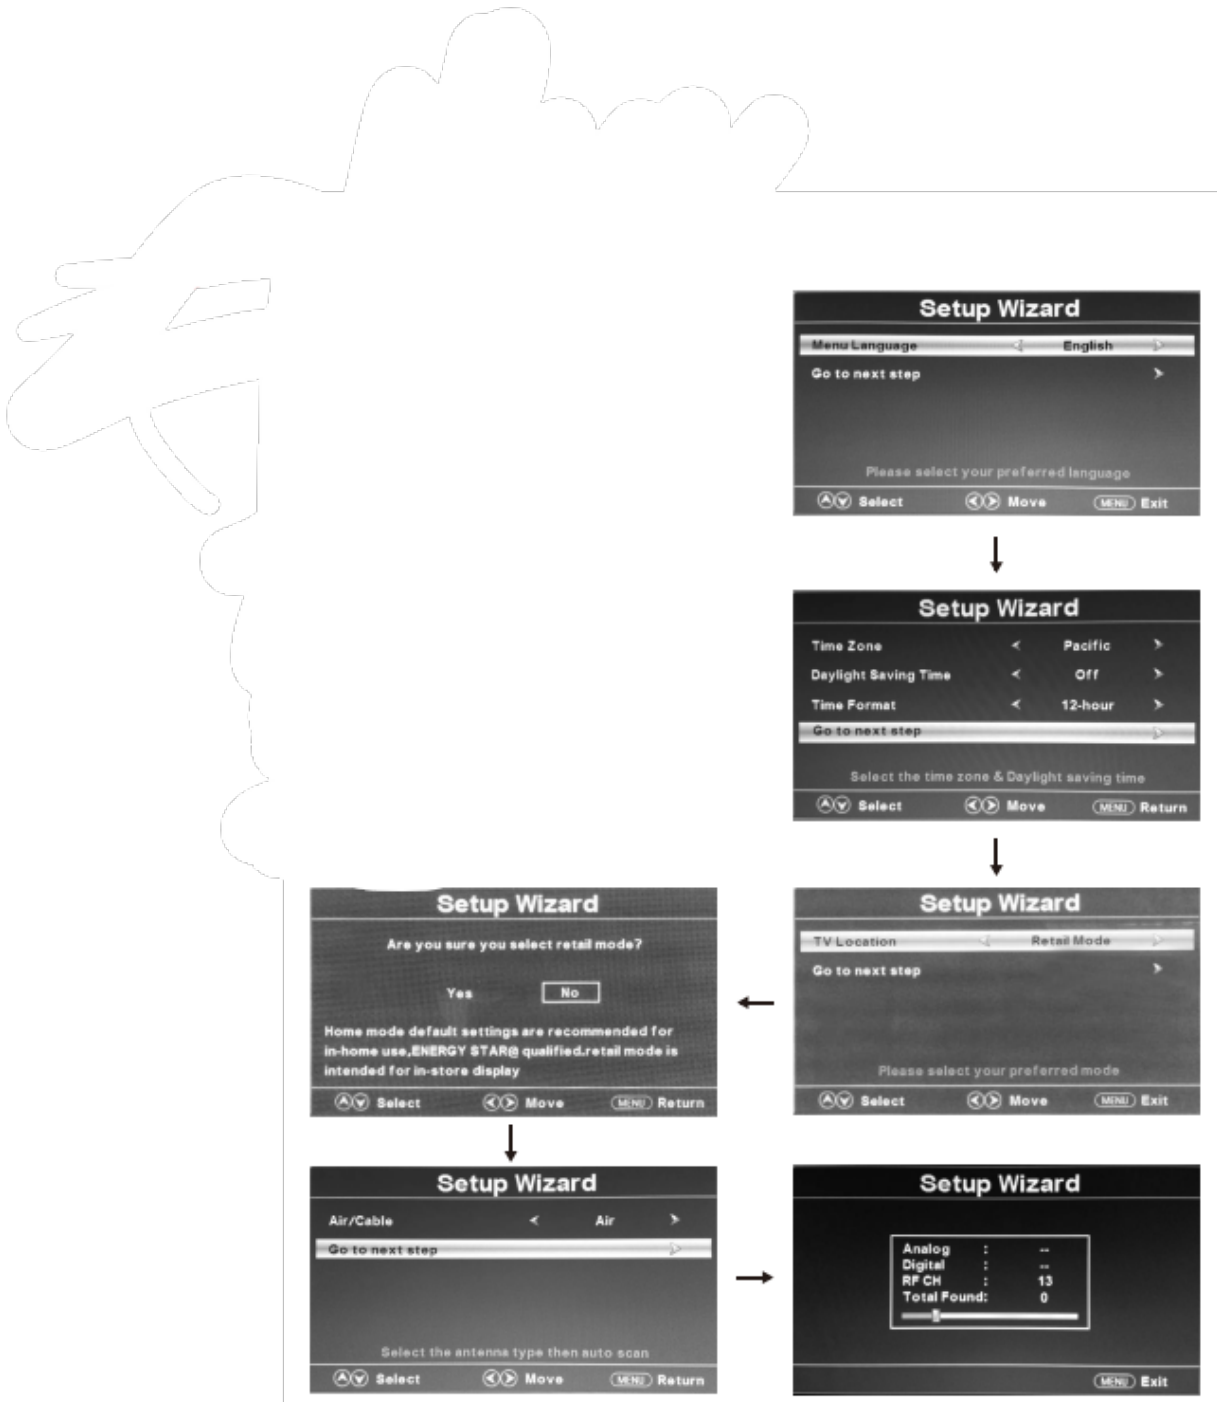 Setup Wizard
Menu Language English
Go to next step
Please select your preferred language
Select Move MENU Exit
Setup Wizard
Time Zone Pacific
Daylight Saving Time Off
Time Format 12-hour
Go to next step
Select the time zone & Daylight saving time
Select Move MENU Return
Setup Wizard
TV Location Retail Mode
Go to next step
Please select your preferred mode
Select Move MENU Exit
Setup Wizard
Are you sure you select retail mode?
Yes No
Home mode default settings are recommended for
in-home use,ENERGY STAR@ qualified.retail mode is
intended for in-store display
Select Move MENU Return
Setup Wizard
Air/Cable Air
Go to next step
Select the antenna type then auto scan
Select Move MENU Return
Setup Wizard
Analog : --
Digital : --
RF CH : 13
Total Found: 0
MENU Exit